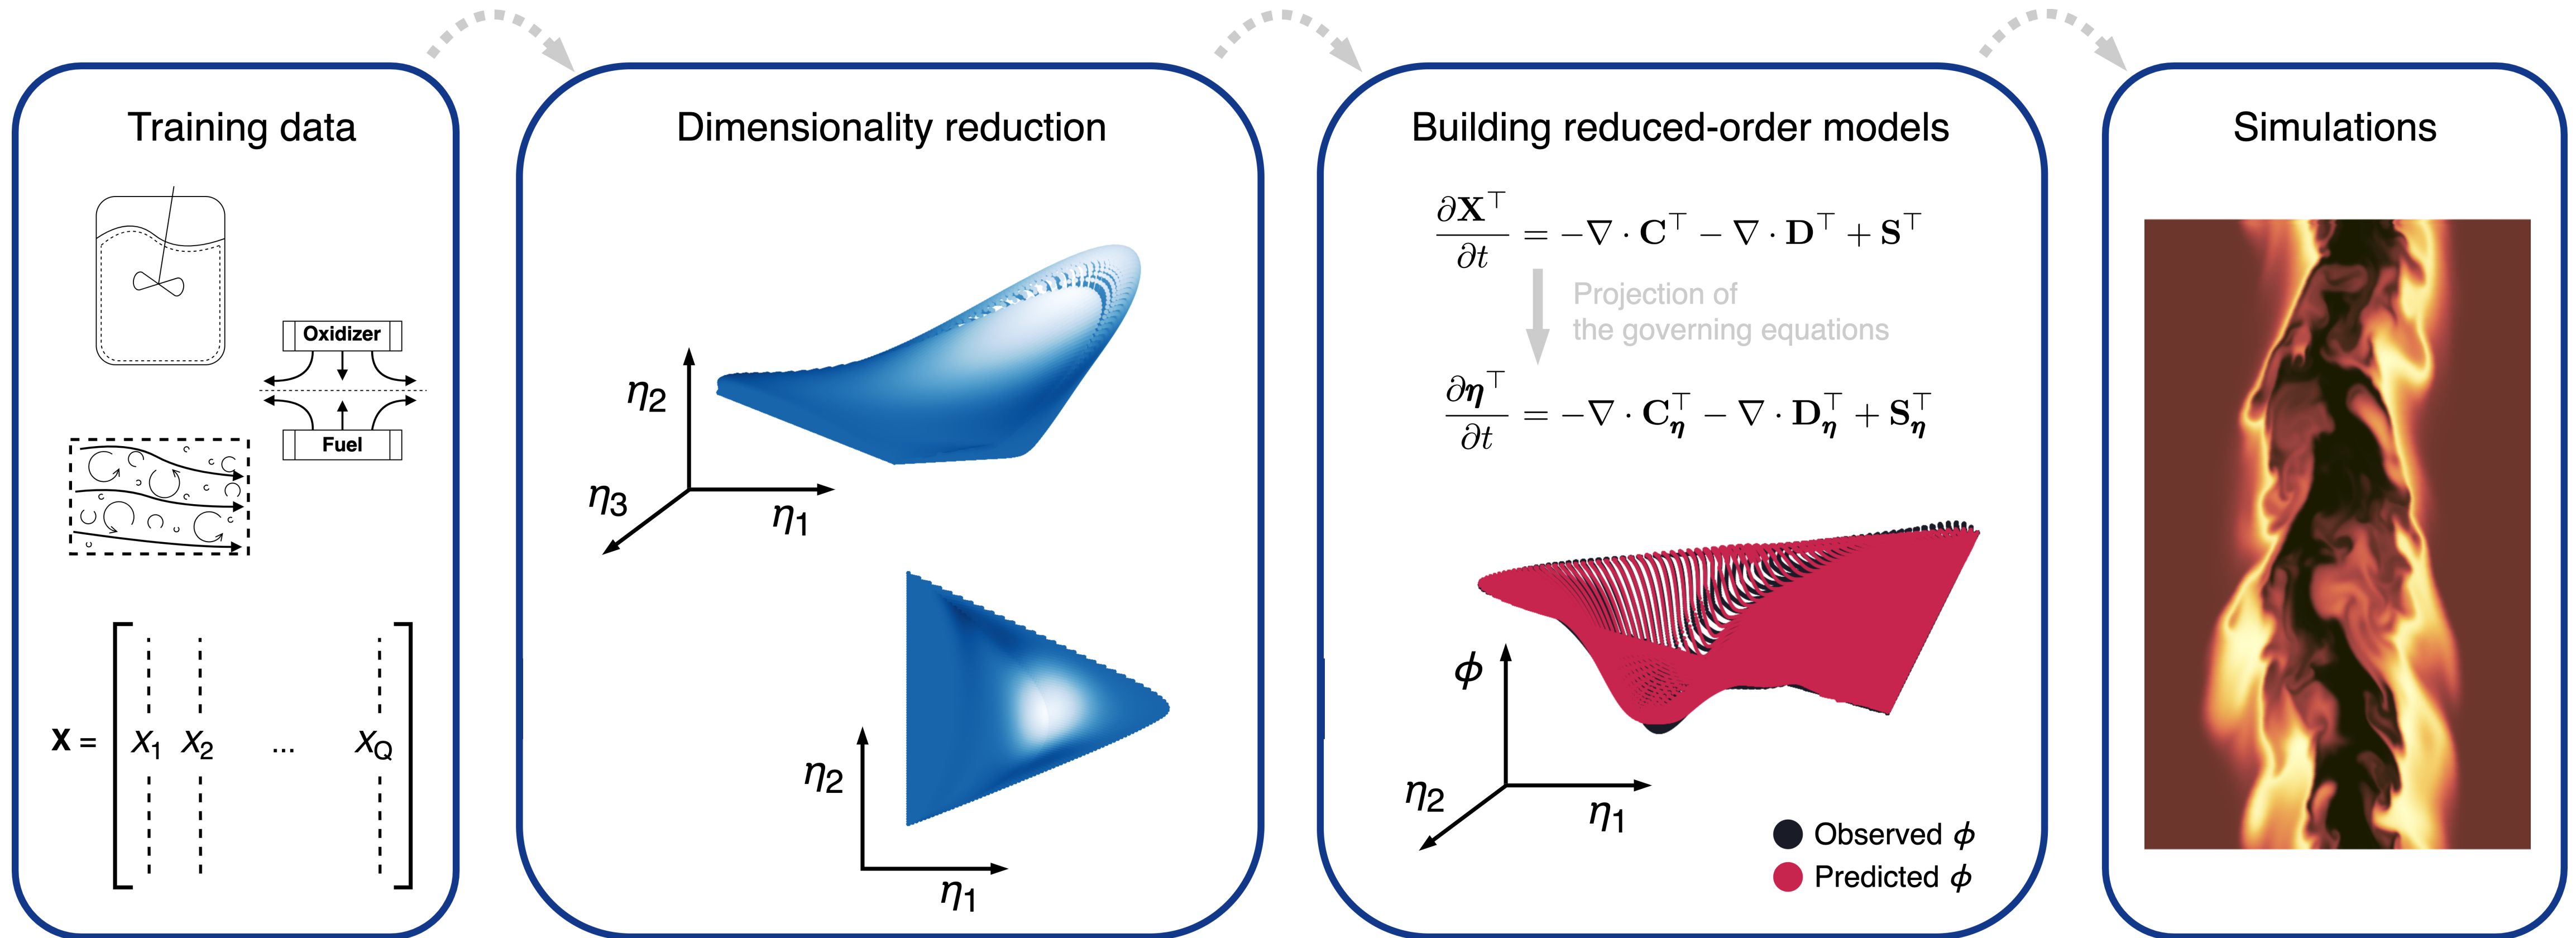 Training data
Oxidizer
Fuel
X = X1 X2 ... XQ
Dimensionality reduction
η2
η3
η1
η2
η1
Building reduced-order models
∂X⊤/∂t = −∇ · C⊤ − ∇ · D⊤ + S⊤
Projection of
the governing equations
∂η⊤/∂t = −∇ · Cη⊤ − ∇ · Dη⊤ + Sη⊤
ϕ
η2
η1
Observed ϕ
Predicted ϕ
Simulations